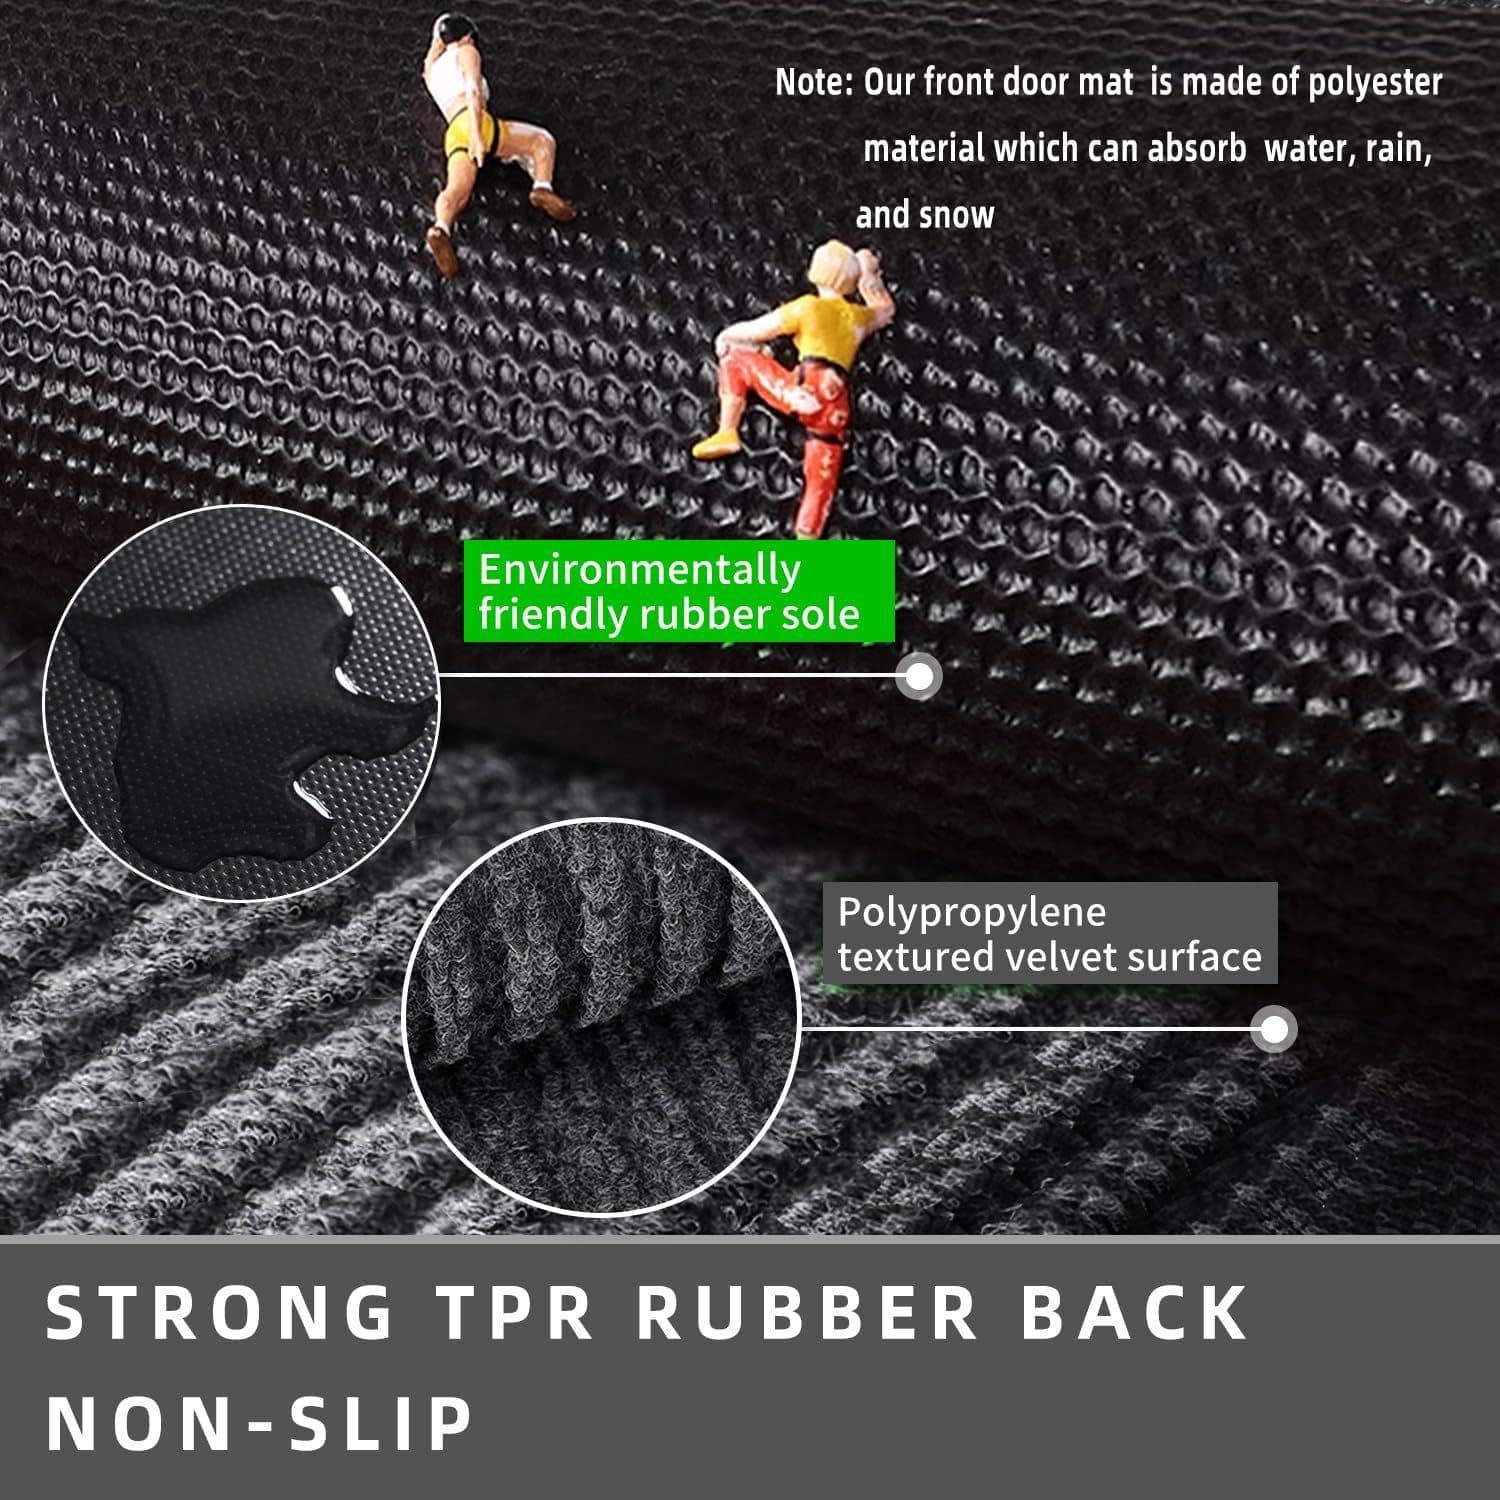 Note: Our front door mat is made of polyester
material which can absorb water, rain,
and snow
Environmentally
friendly rubber sole
Polypropylene
textured velvet surface
STRONG TPR RUBBER BACK
NON-SLIP